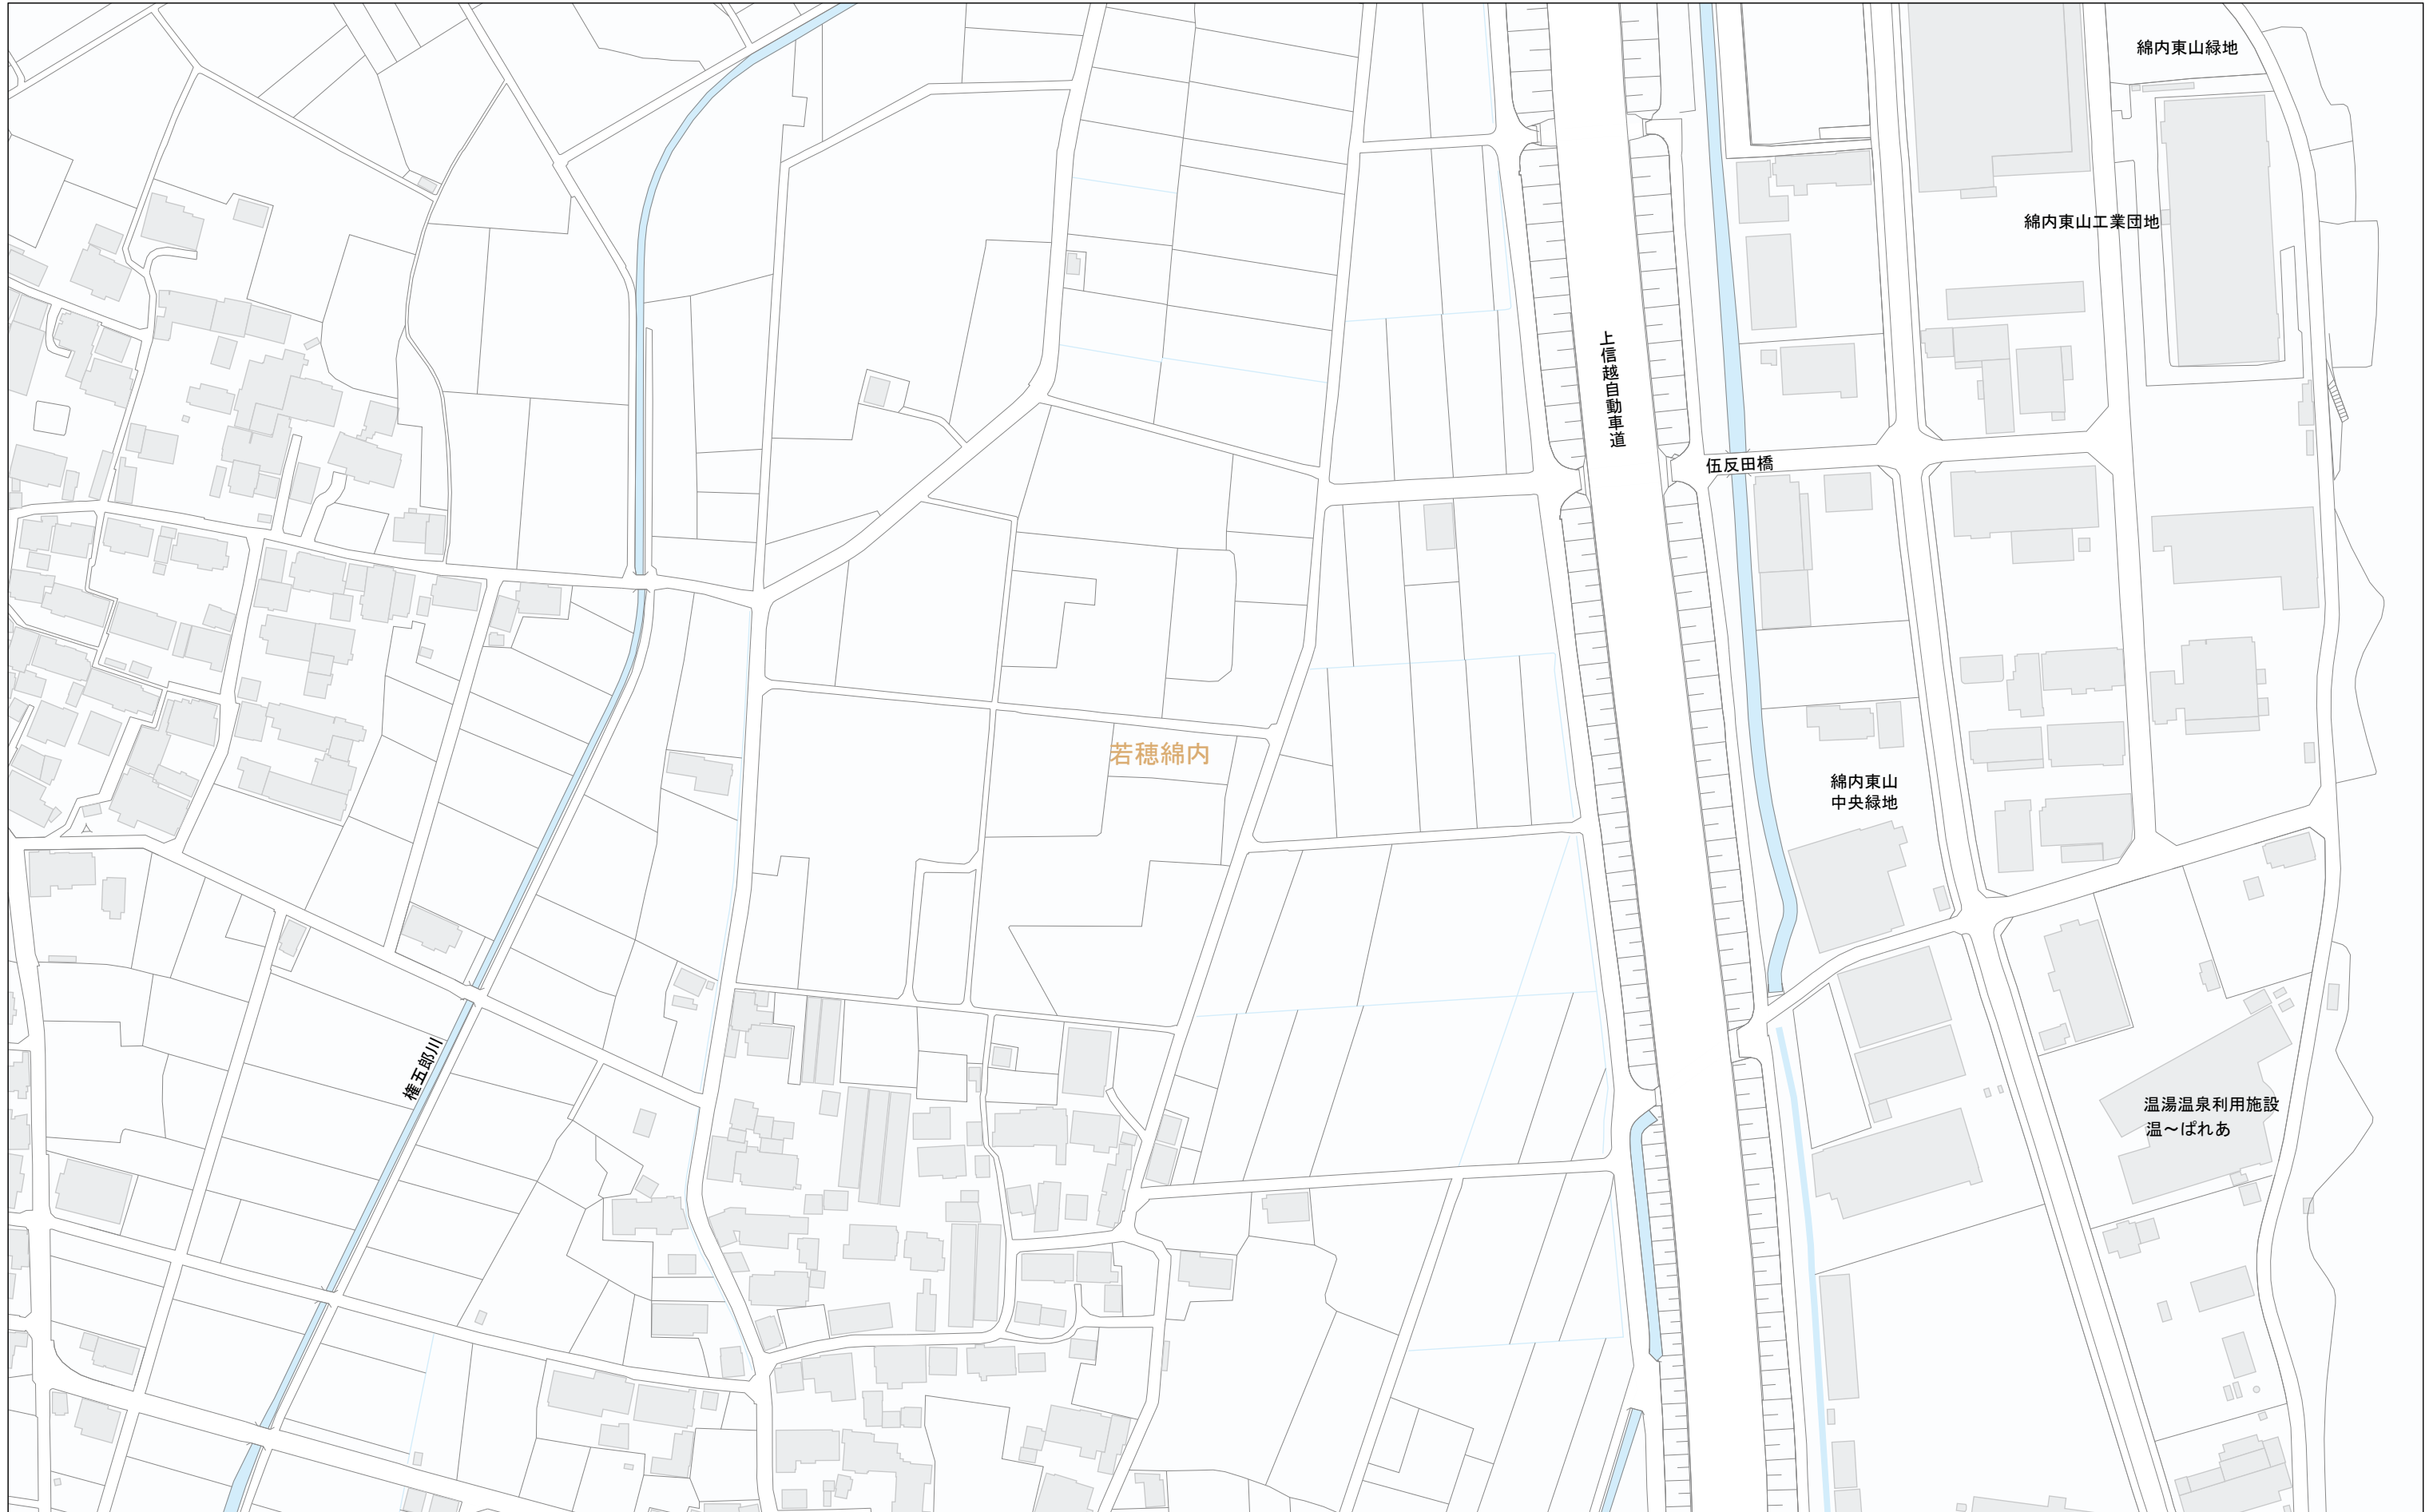 綿内東山緑地
綿内東山工業団地
上信越自動車道
伍反田橋
若穂綿内
綿内東山
中央緑地
権五郎川
温湯温泉利用施設
温～ぱれあ